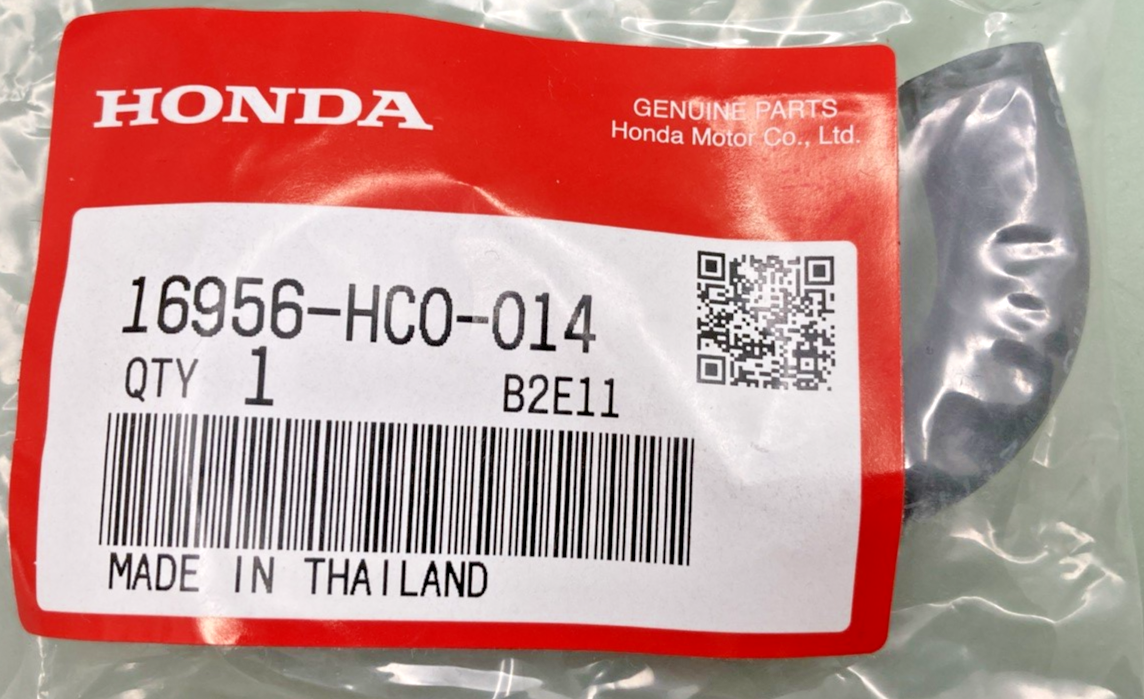 HONDA
GENUINE PARTS
Honda Motor Co., Ltd.
16956-HC0-014
QTY 1 B2E11
MADE IN THAILAND